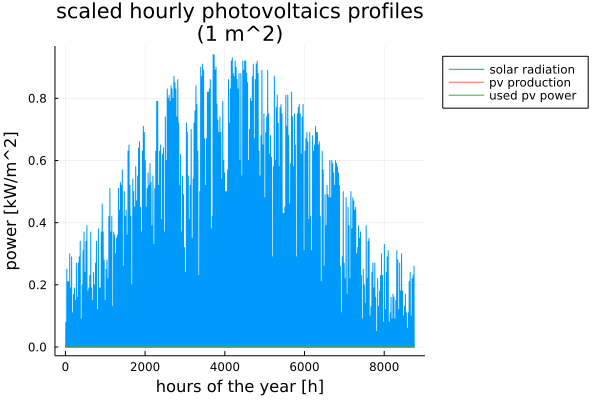 scaled hourly photovoltaics profiles
(1 m^2)
solar radiation
pv production
used pv power
power [kW/m^2]
0.8
0.6
0.4
0.2
0.0
0
2000
4000
6000
8000
hours of the year [h]